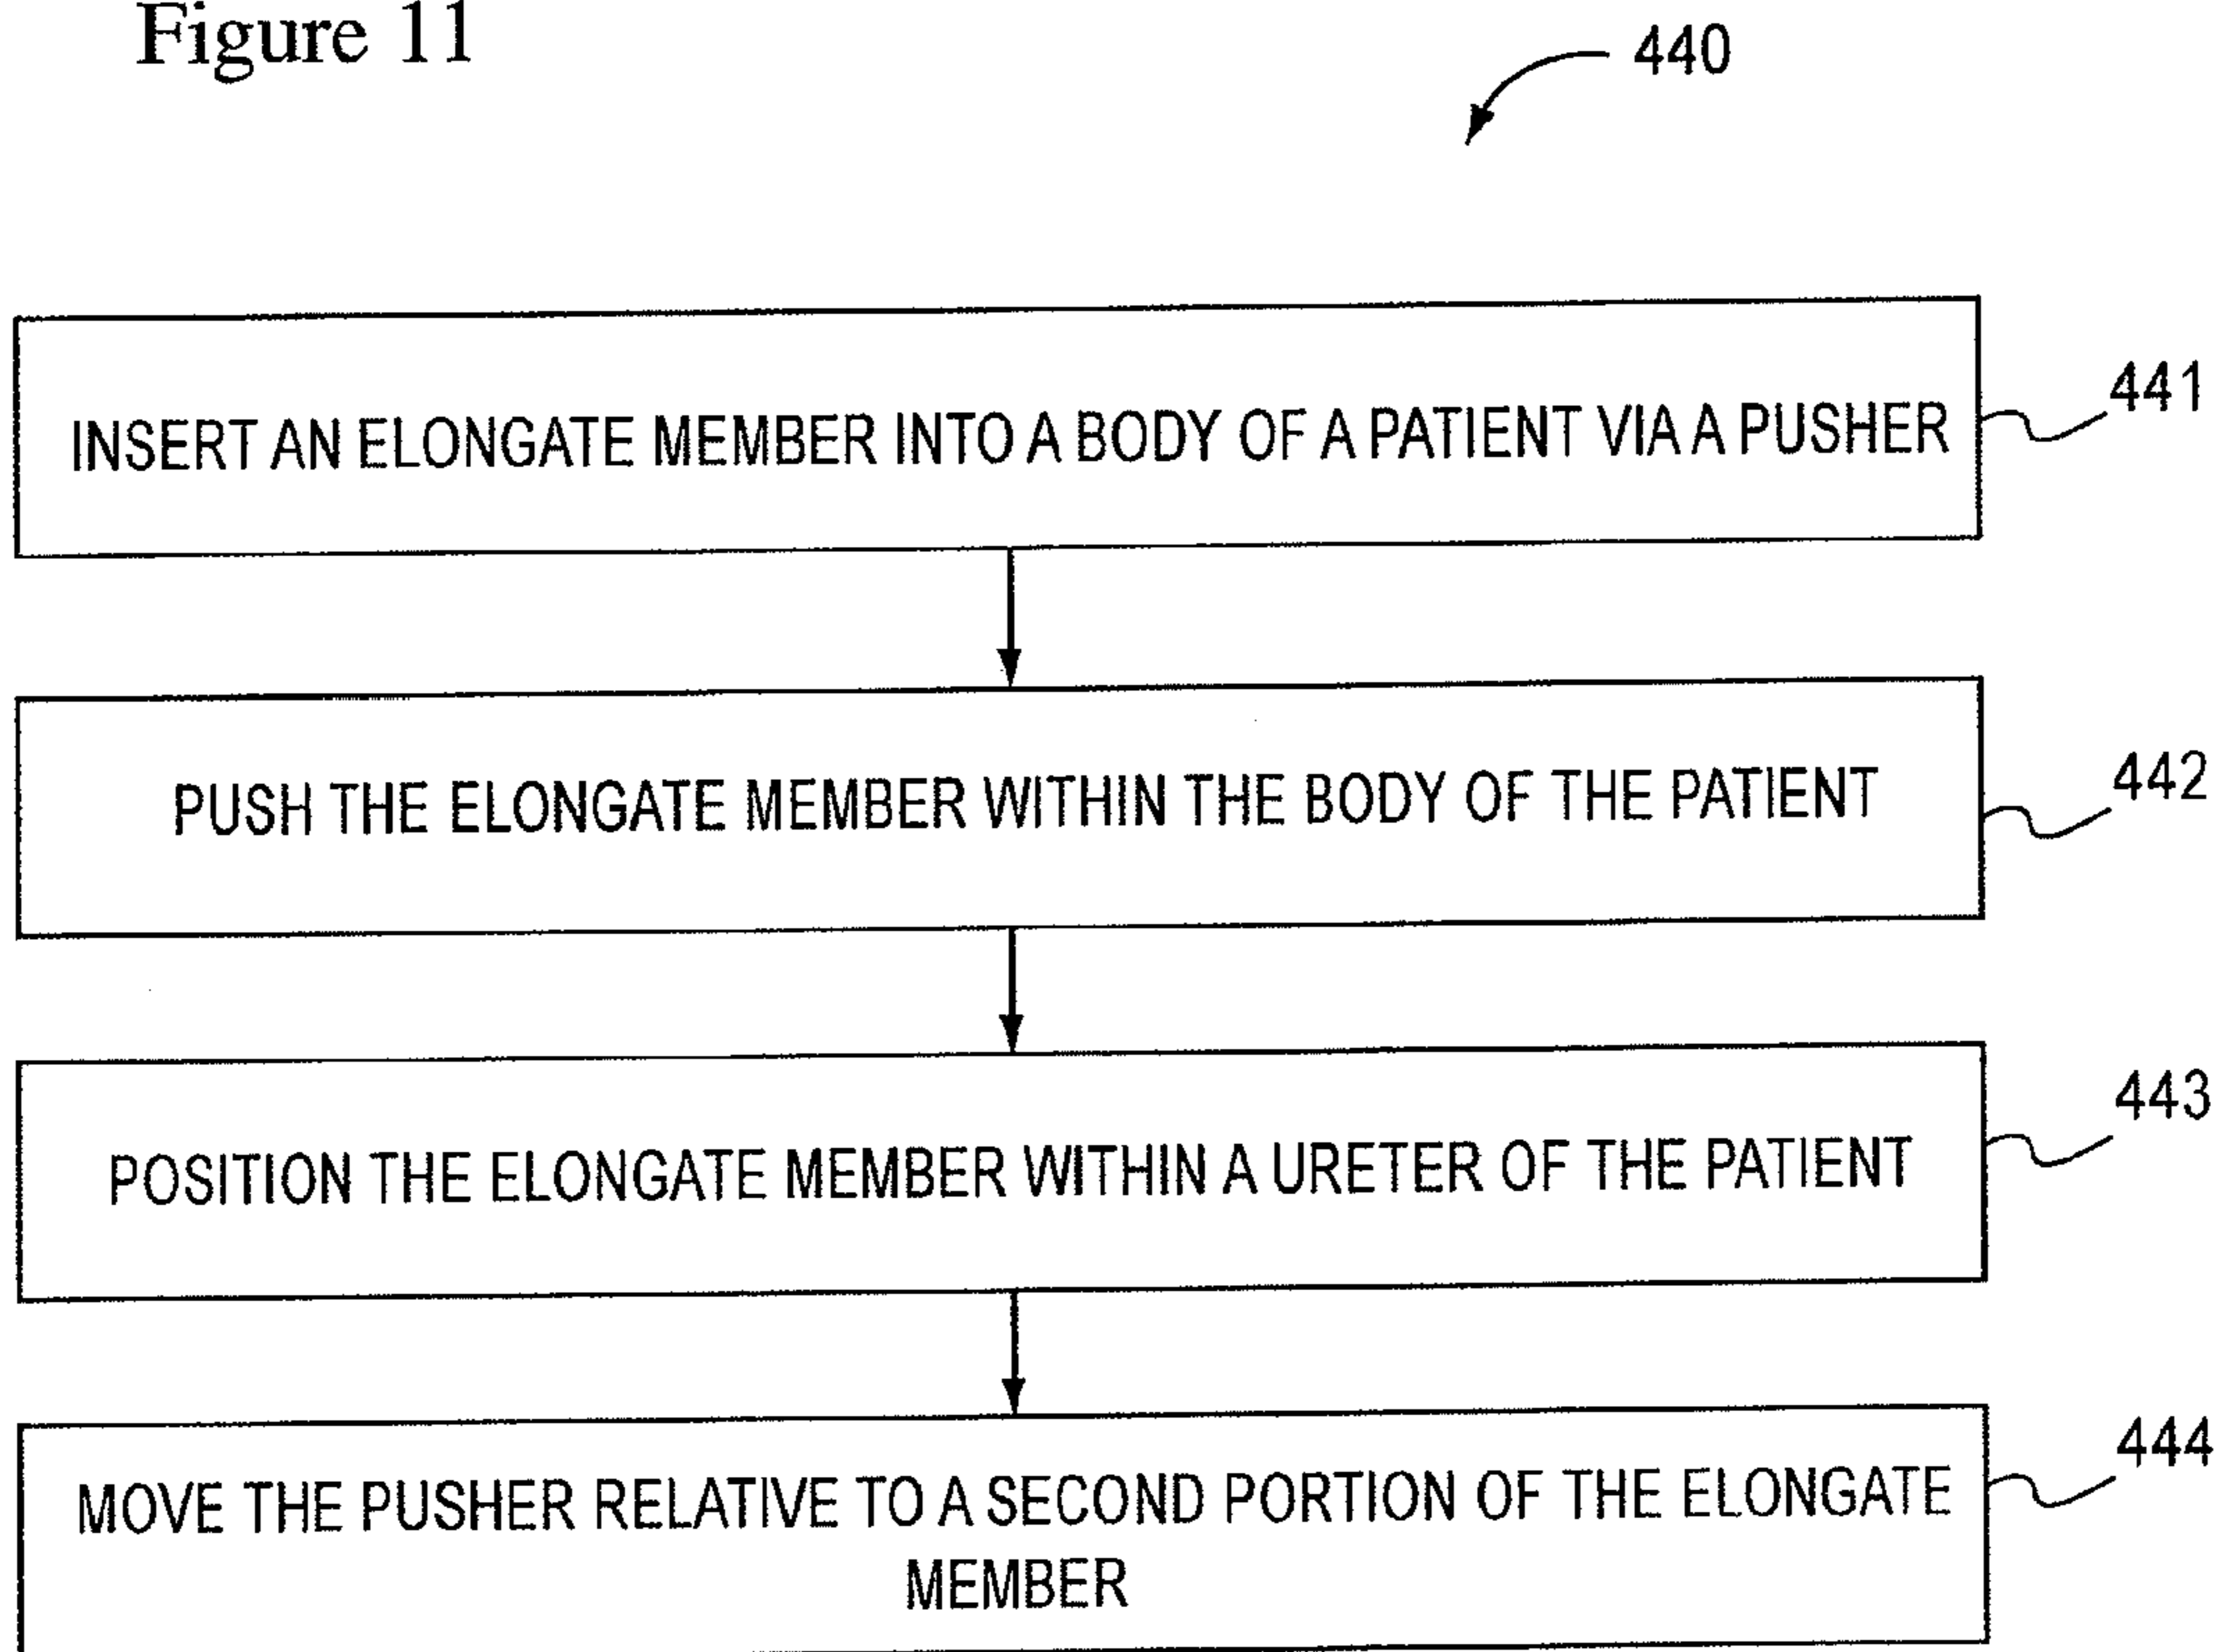 Figure 11
440
INSERT AN ELONGATE MEMBER INTO A BODY OF A PATIENT VIA A PUSHER
441
PUSH THE ELONGATE MEMBER WITHIN THE BODY OF THE PATIENT
442
POSITION THE ELONGATE MEMBER WITHIN A URETER OF THE PATIENT
443
MOVE THE PUSHER RELATIVE TO A SECOND PORTION OF THE ELONGATE
MEMBER
444